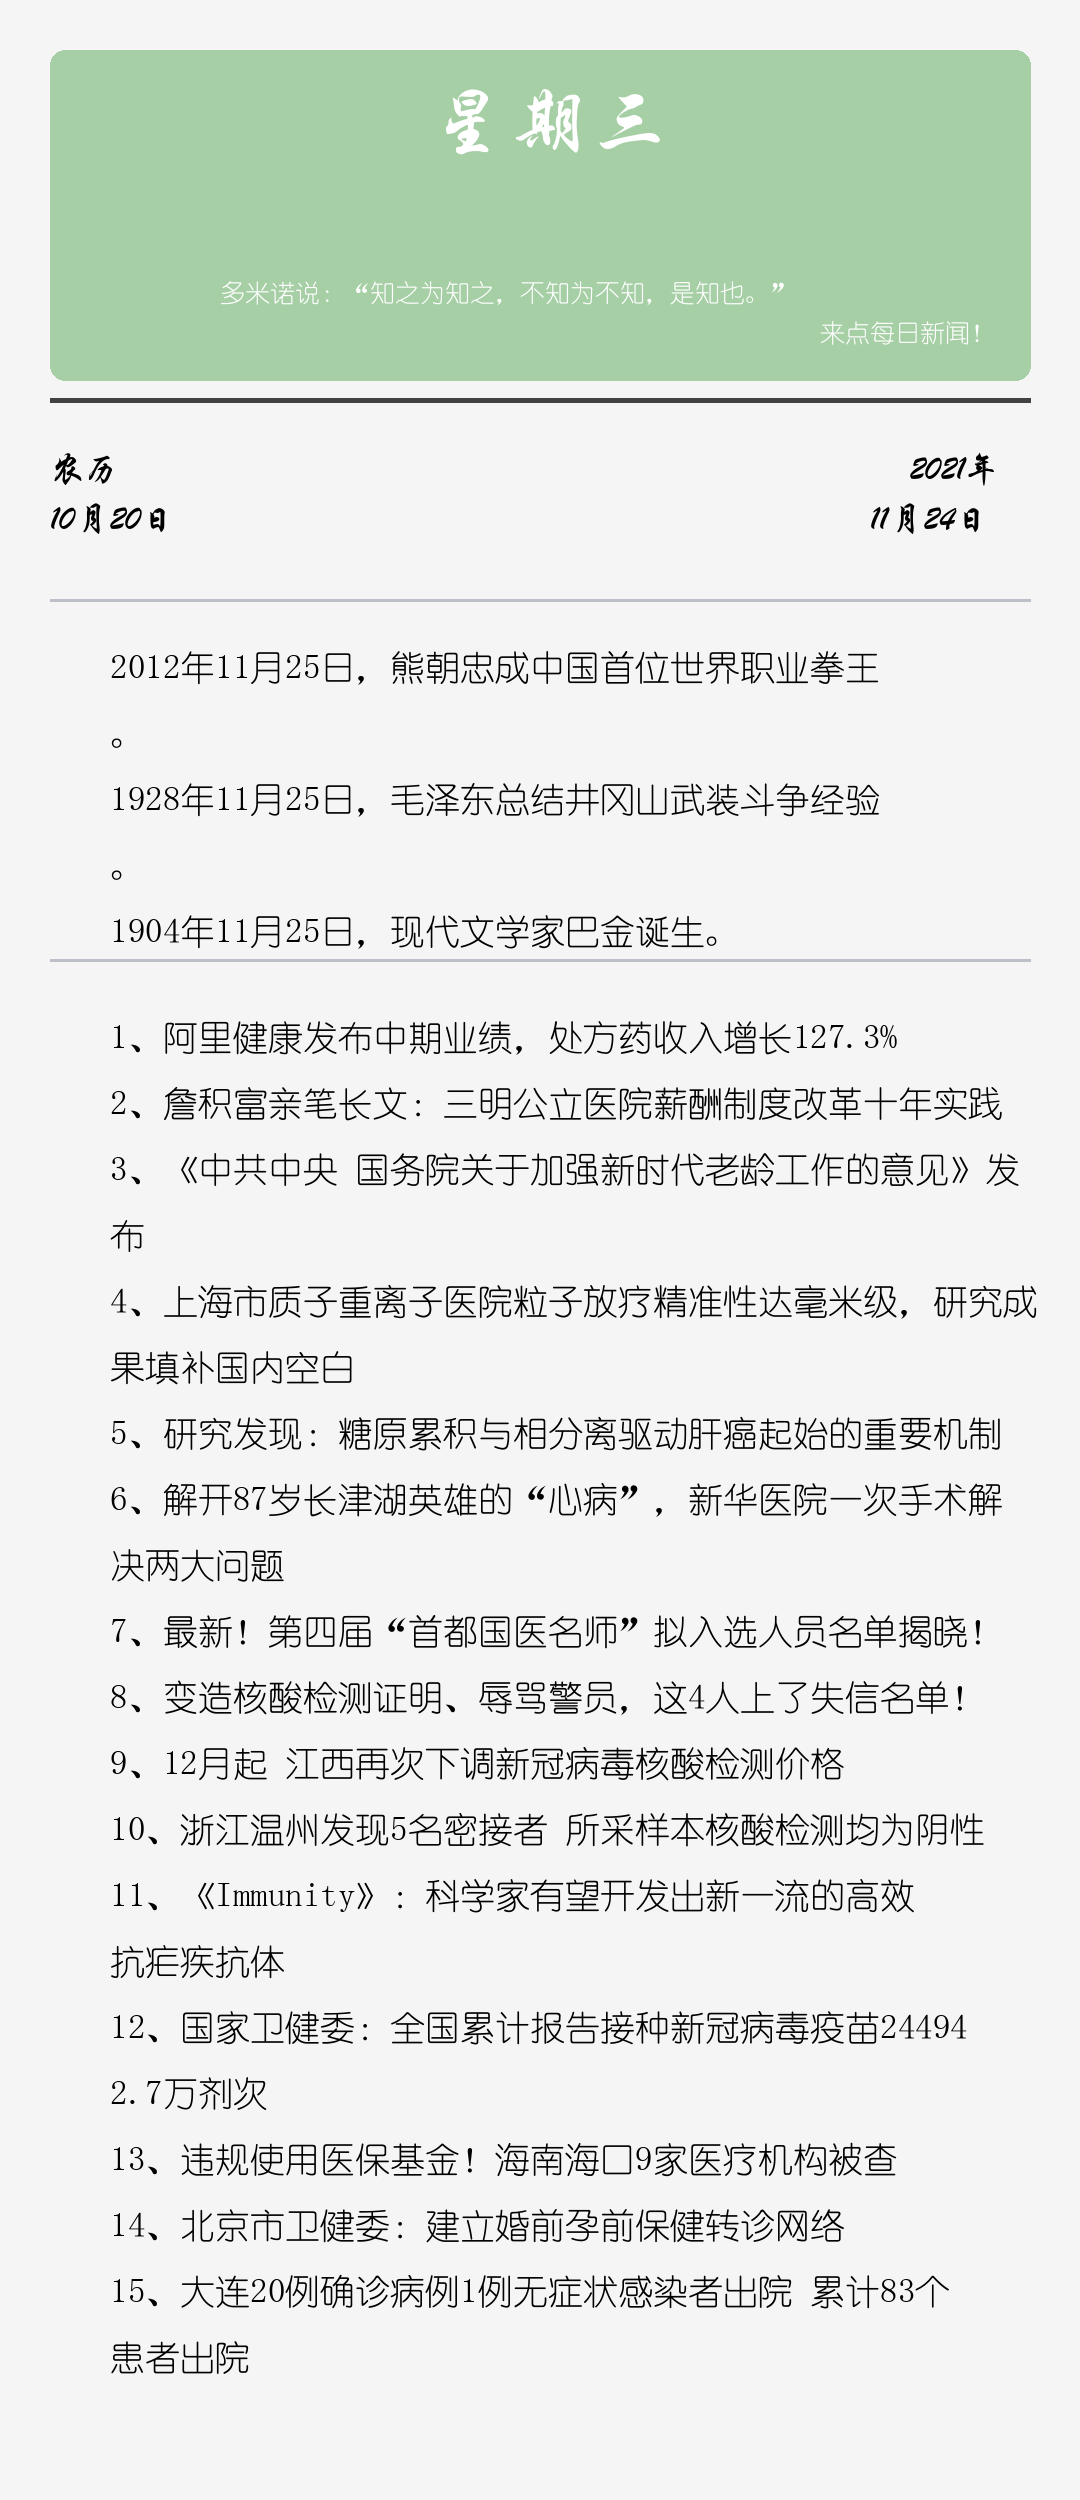 星期三
多米诺说：“知之为知之，不知为不知，是知也。”
来点每日新闻！
农历
2021年
10月20日
11月24日
2012年11月25日，熊朝忠成中国首位世界职业拳王
。
1928年11月25日，毛泽东总结井冈山武装斗争经验
。
1904年11月25日，现代文学家巴金诞生。
1、阿里健康发布中期业绩，处方药收入增长127.3%
2、詹积富亲笔长文：三明公立医院薪酬制度改革十年实践
3、《中共中央 国务院关于加强新时代老龄工作的意见》发
布
4、上海市质子重离子医院粒子放疗精准性达毫米级，研究成
果填补国内空白
5、研究发现：糖原累积与相分离驱动肝癌起始的重要机制
6、解开87岁长津湖英雄的“心病”，新华医院一次手术解
决两大问题
7、最新！第四届“首都国医名师”拟入选人员名单揭晓！
8、变造核酸检测证明、辱骂警员，这4人上了失信名单！
9、12月起 江西再次下调新冠病毒核酸检测价格
10、浙江温州发现5名密接者 所采样本核酸检测均为阴性
11、《Immunity》：科学家有望开发出新一流的高效
抗疟疾抗体
12、国家卫健委：全国累计报告接种新冠病毒疫苗24494
2.7万剂次
13、违规使用医保基金！海南海口9家医疗机构被查
14、北京市卫健委：建立婚前孕前保健转诊网络
15、大连20例确诊病例1例无症状感染者出院 累计83个
患者出院